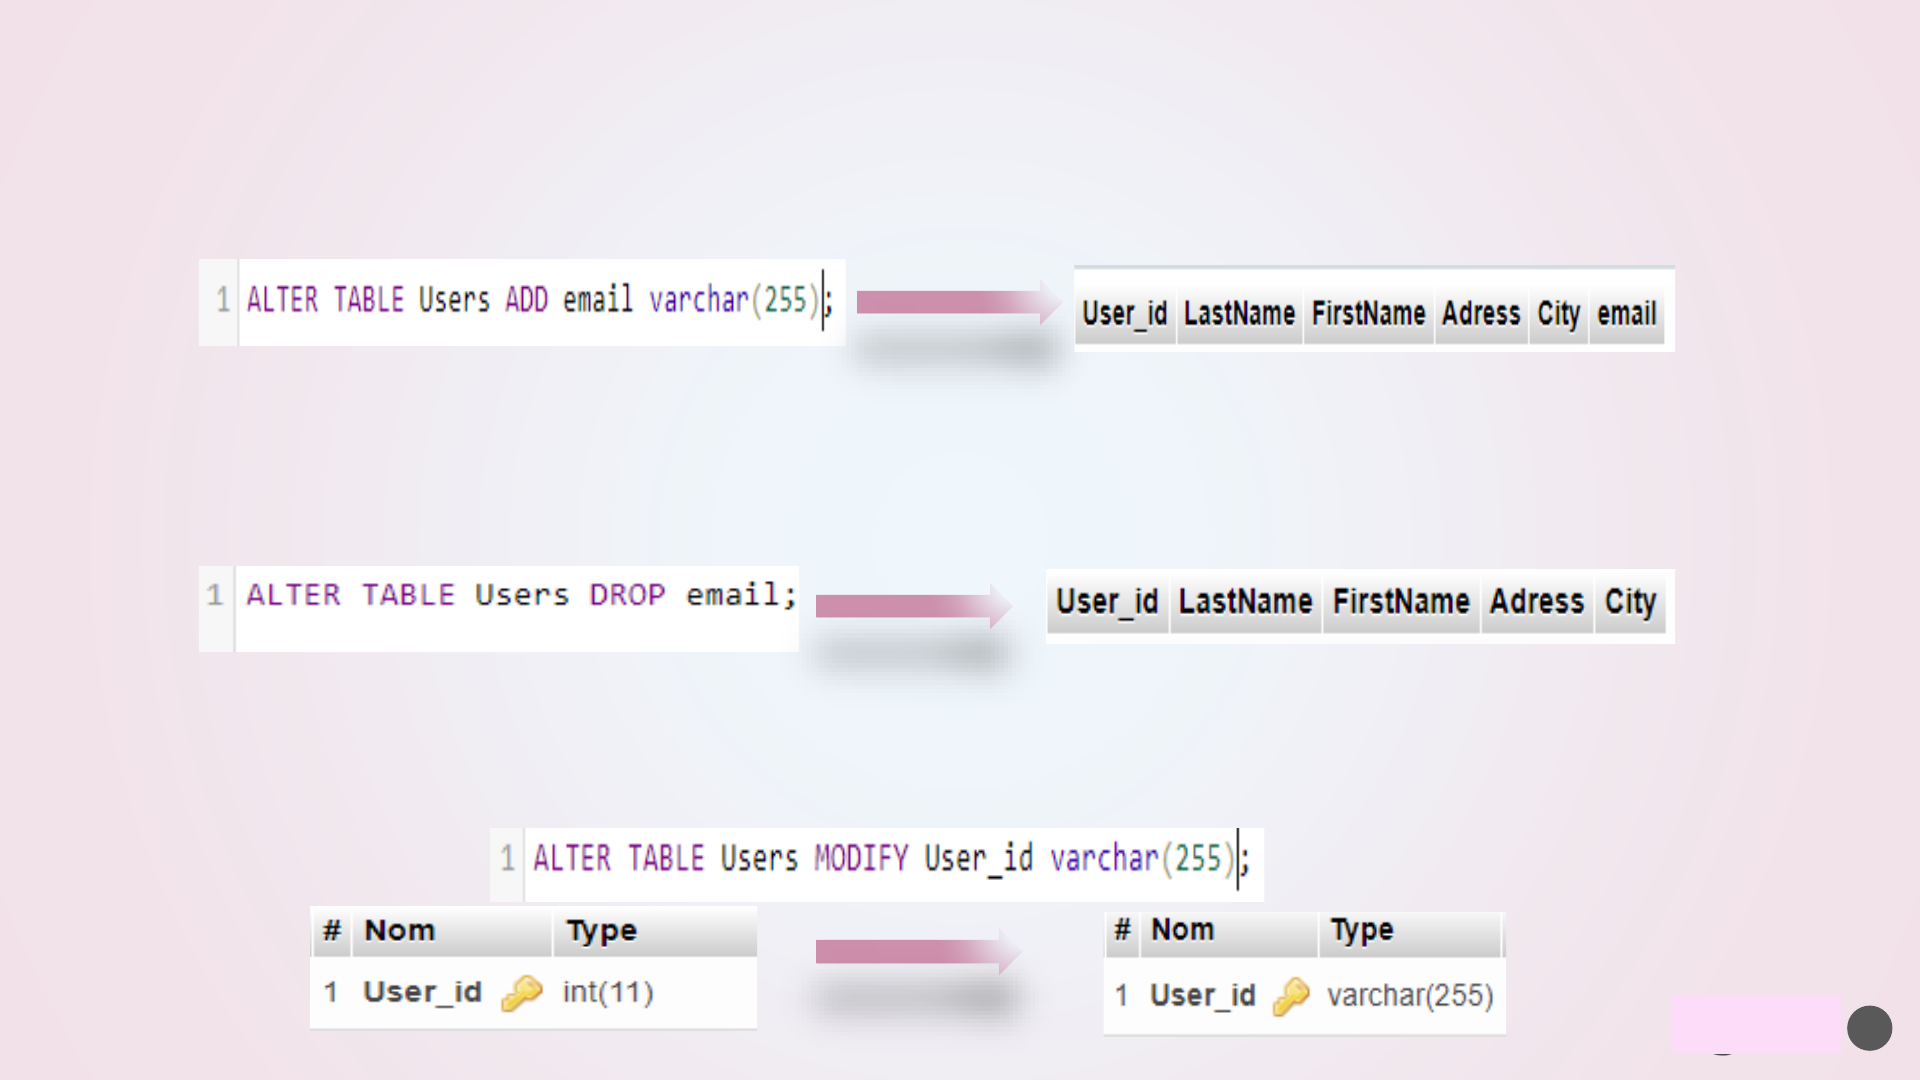 1 ALTER TABLE Users ADD email varchar(255);
User_id LastName FirstName Adress City email
1 ALTER TABLE Users DROP email;
User_id LastName FirstName Adress City
1 ALTER TABLE Users MODIFY User_id varchar(255);
# Nom Type
1 User_id int(11)
# Nom Type
1 User_id varchar(255)